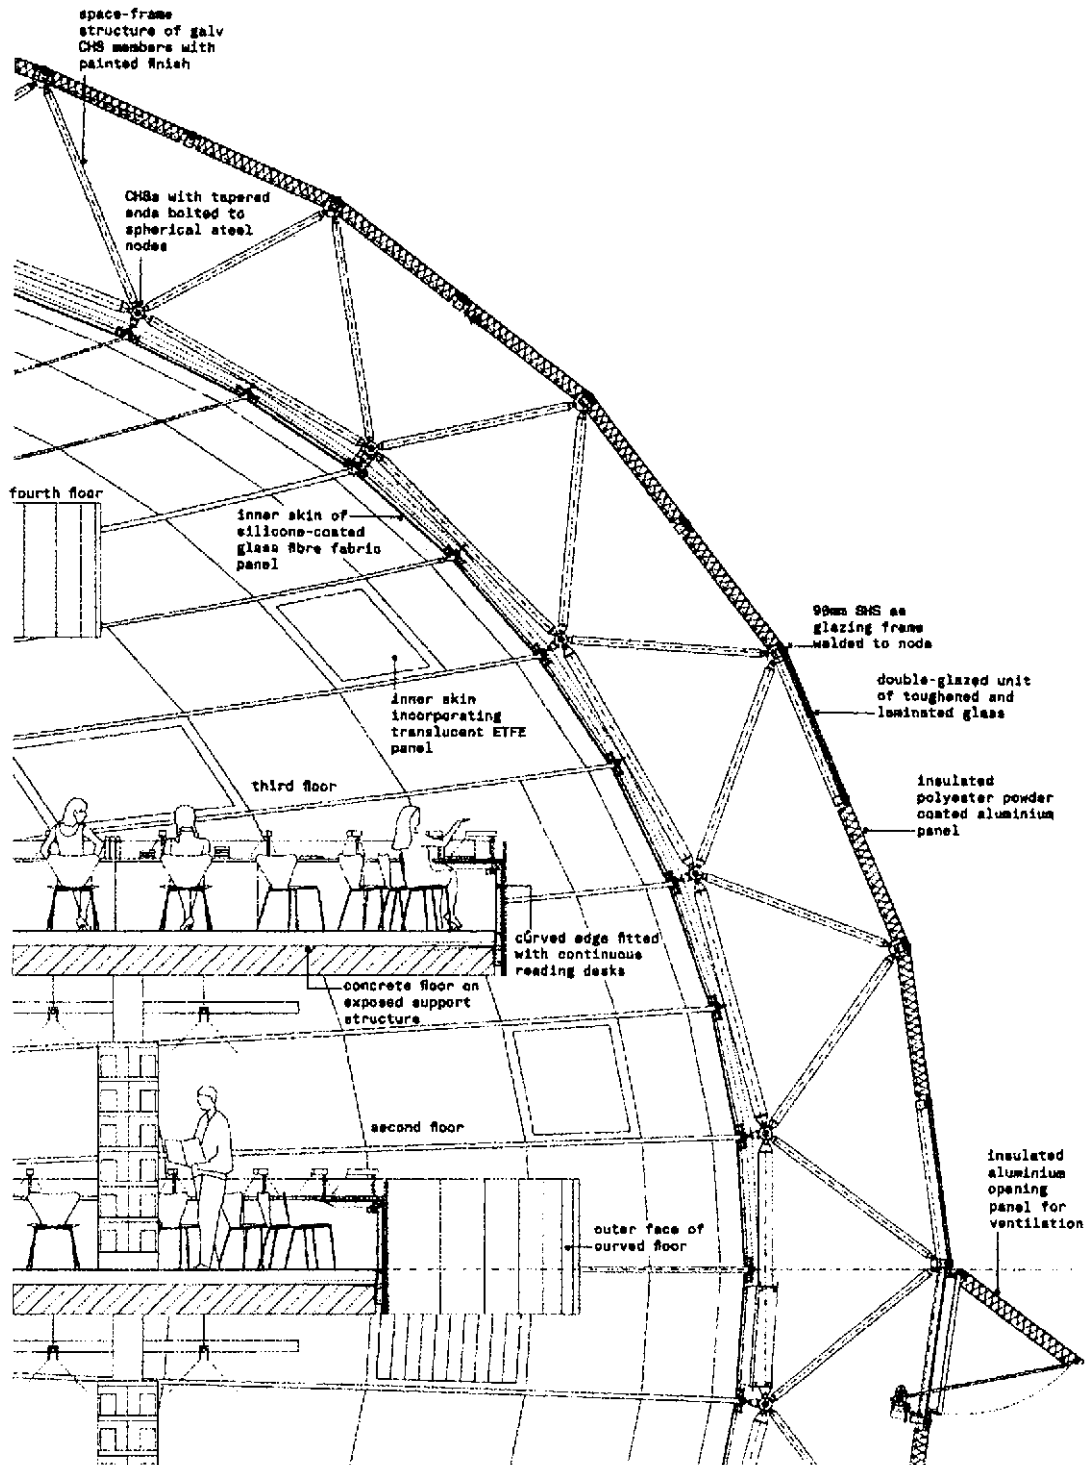 space-frame
structure of galv
CHS members with
painted finish
CHSs with tapered
ends bolted to
spherical steel
nodes
fourth floor
inner skin of
silicone-coated
glass fibre fabric
panel
90mm SHS as
glazing frame
welded to node
double-glazed unit
of toughened and
laminated glass
inner skin
incorporating
translucent ETFE
panel
third floor
insulated
polyester powder
coated aluminium
panel
curved edge fitted
with continuous
reading desks
concrete floor on
exposed support
structure
second floor
insulated
aluminium
opening
panel for
ventilation
outer face of
curved floor